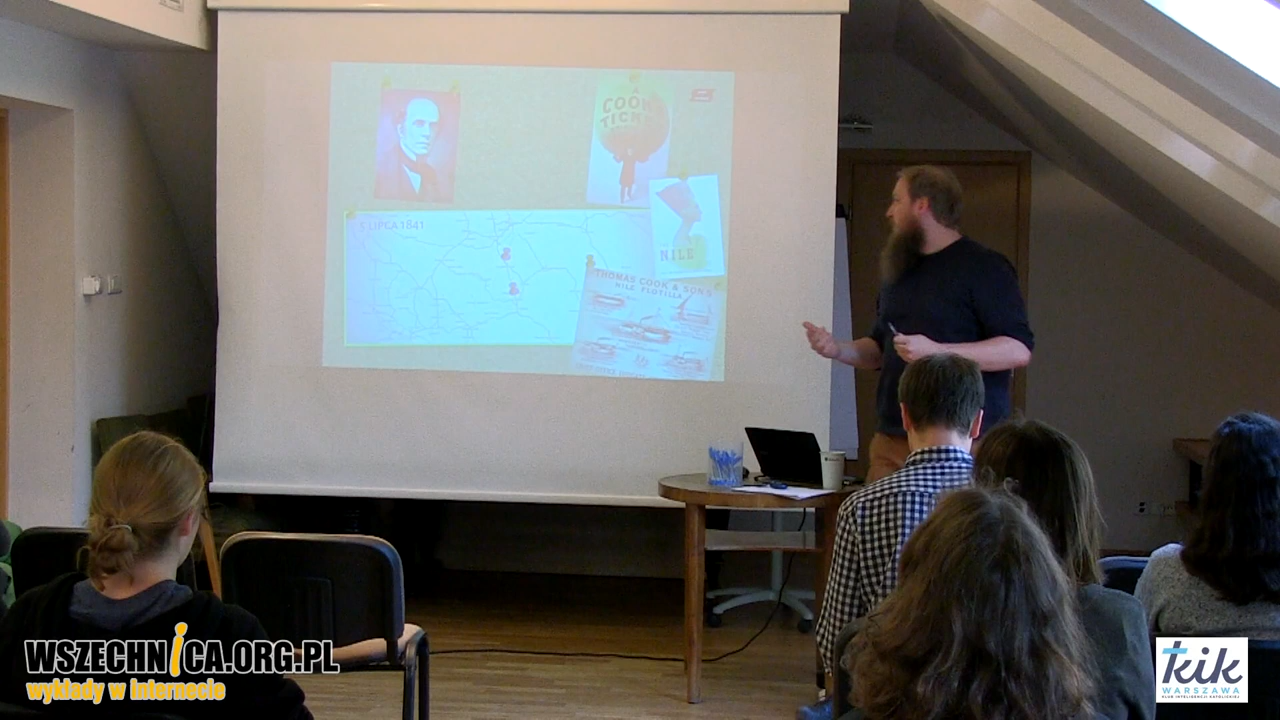 COOK
5 LIPCA 1841
NILE
THOMAS COOK & SONS
NILE FLOTILLA
WSZECHNICA.ORG.PL
wykłady w internecie
kik
WARSZAWA
KLUB INTELIGENCJI KATOLICKIEJ